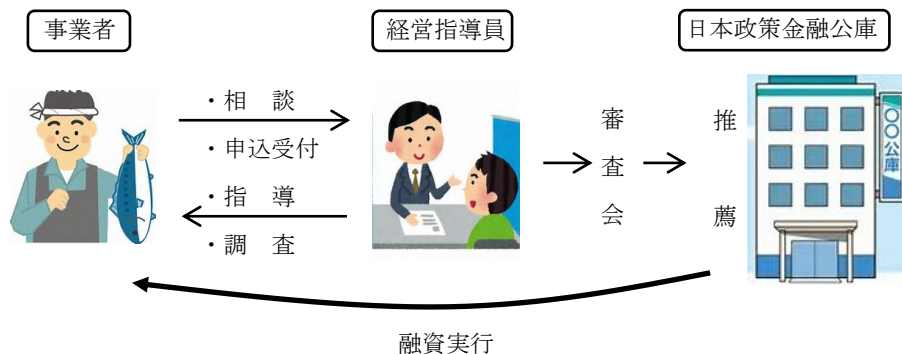 事業者
経営指導員
日本政策金融公庫
・相　談
・申込受付
・指　導
・調　査
審査会
推薦
〇〇公庫
融資実行